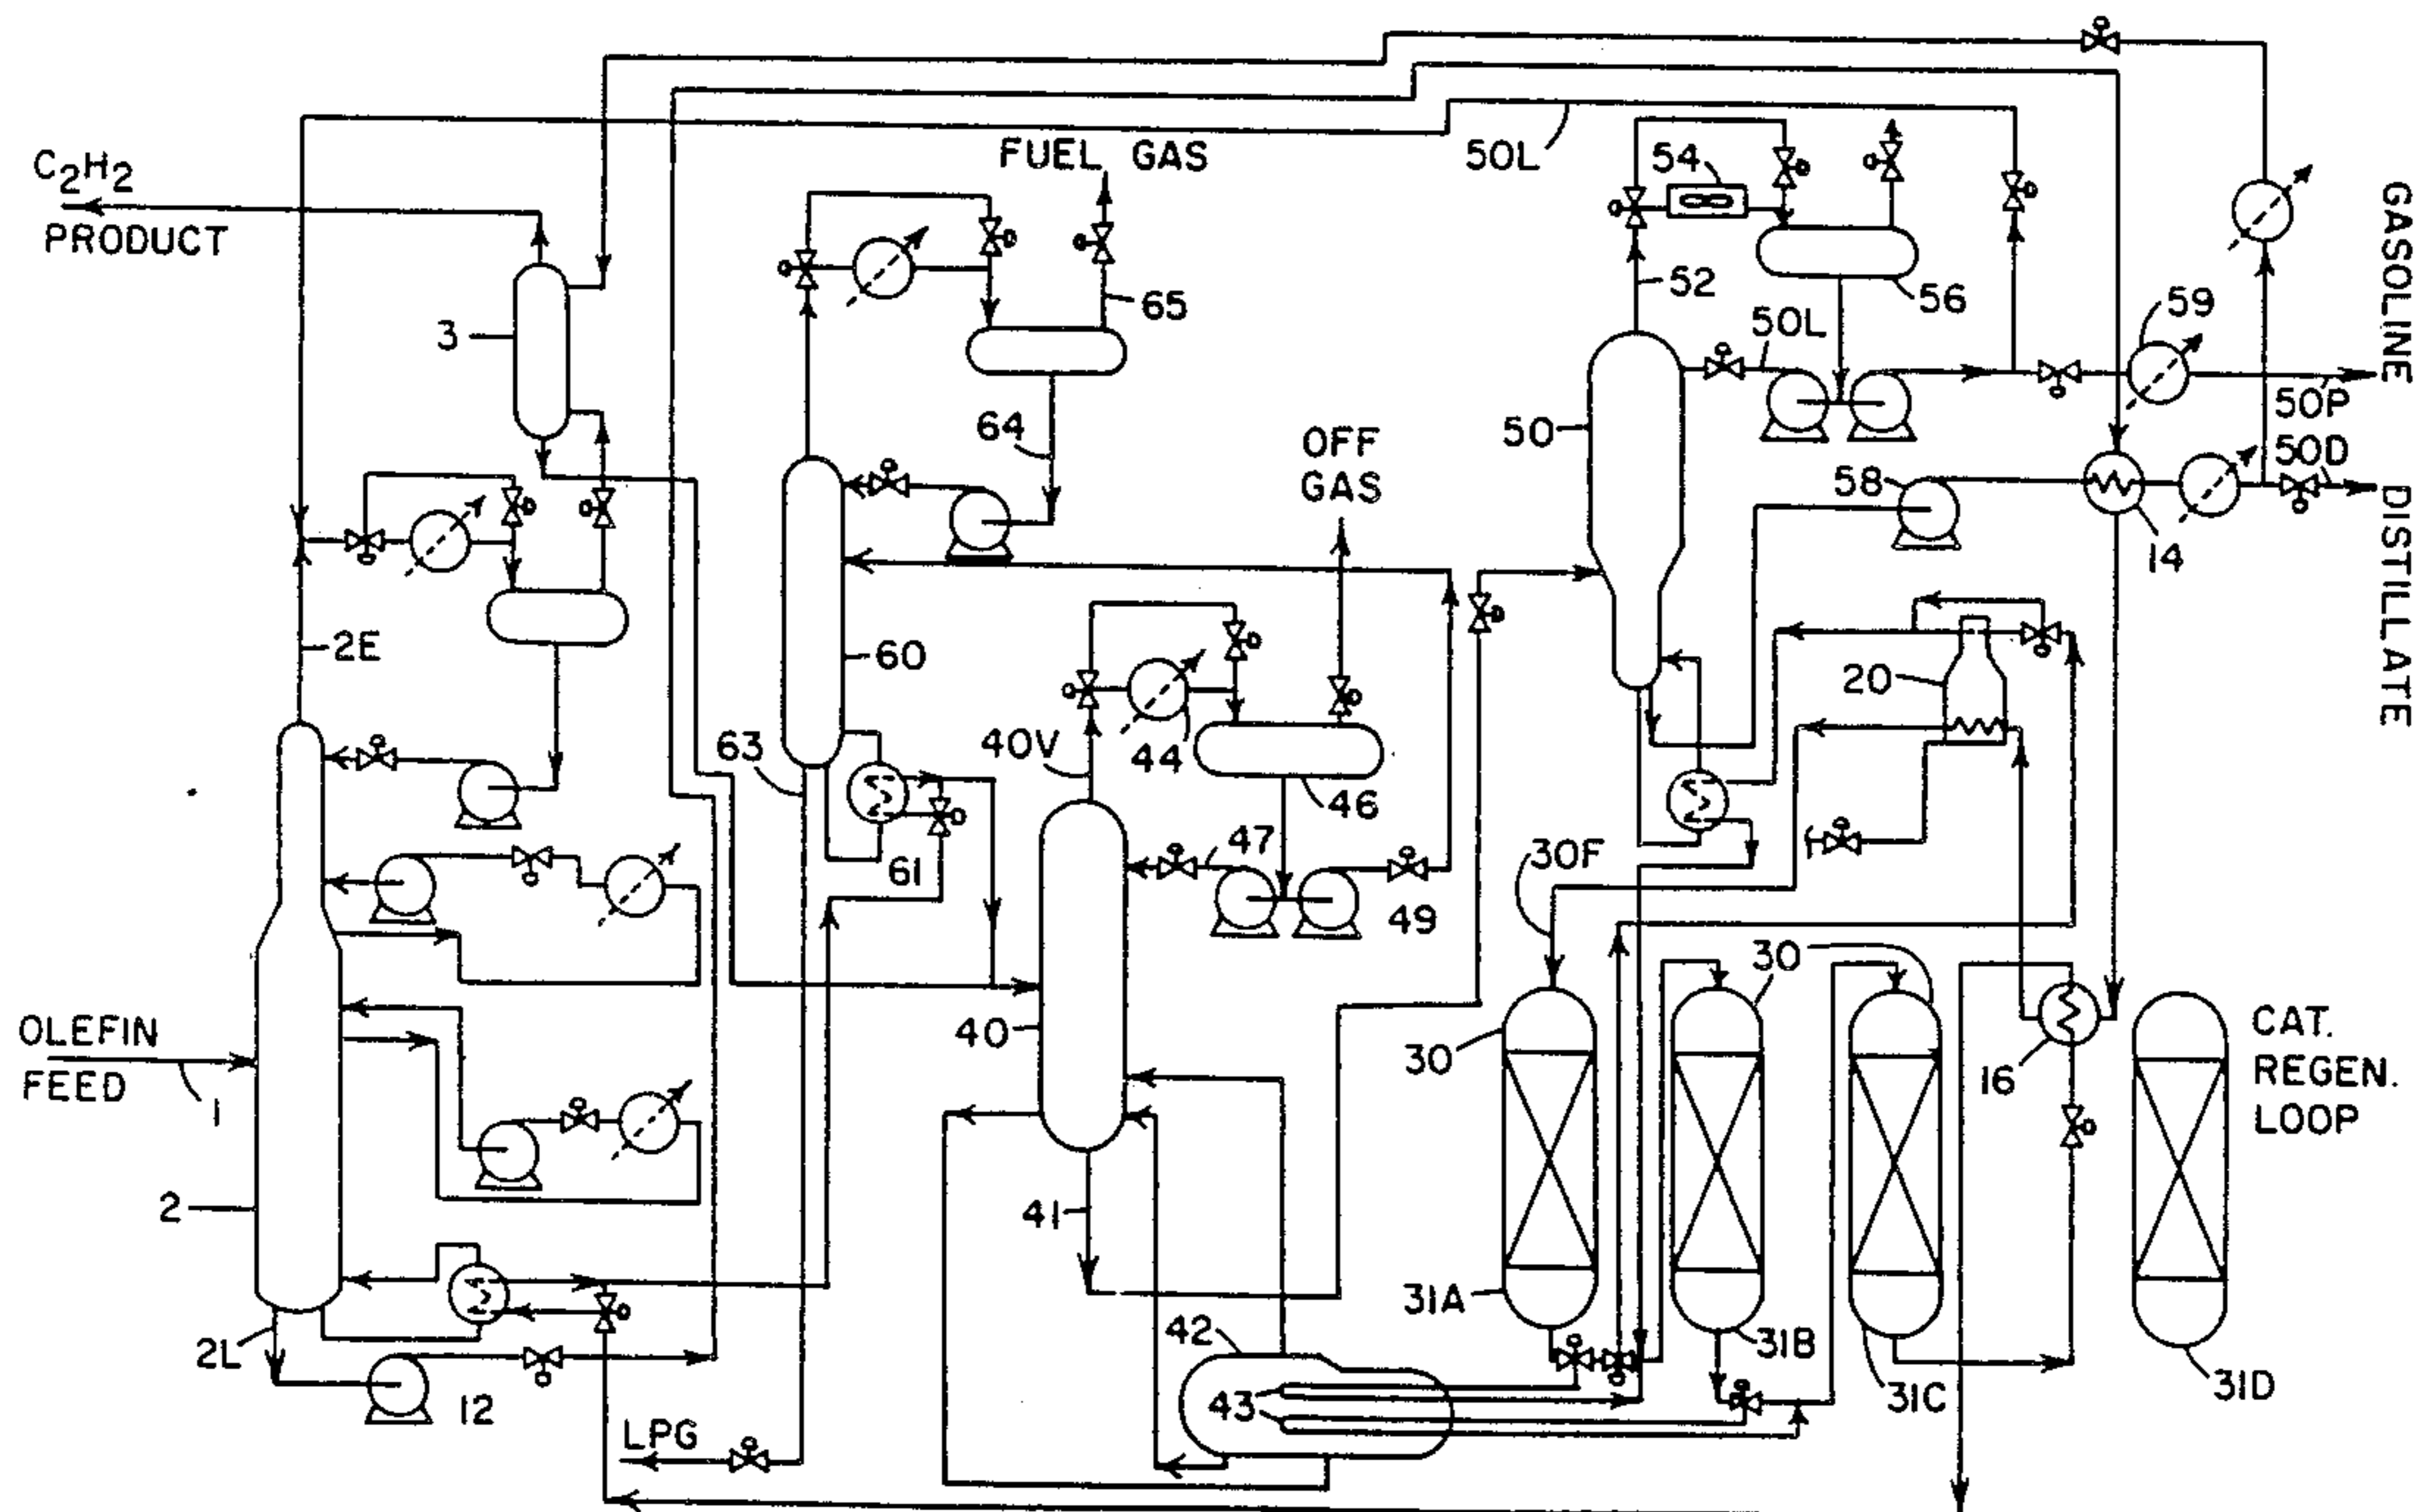 C2H2
PRODUCT
FUEL GAS
50L
54
GASOLINE
52
56
65
59
3
50L
50P
64
50
OFF
GAS
50D
58
14
DISTILLATE
2E
60
20
63
40V
44
46
61
47
49
30F
30
OLEFIN
FEED
1
40
30
16
CAT.
REGEN.
LOOP
2
41
31A
42
31B
2L
43
31C
31D
12
LPG